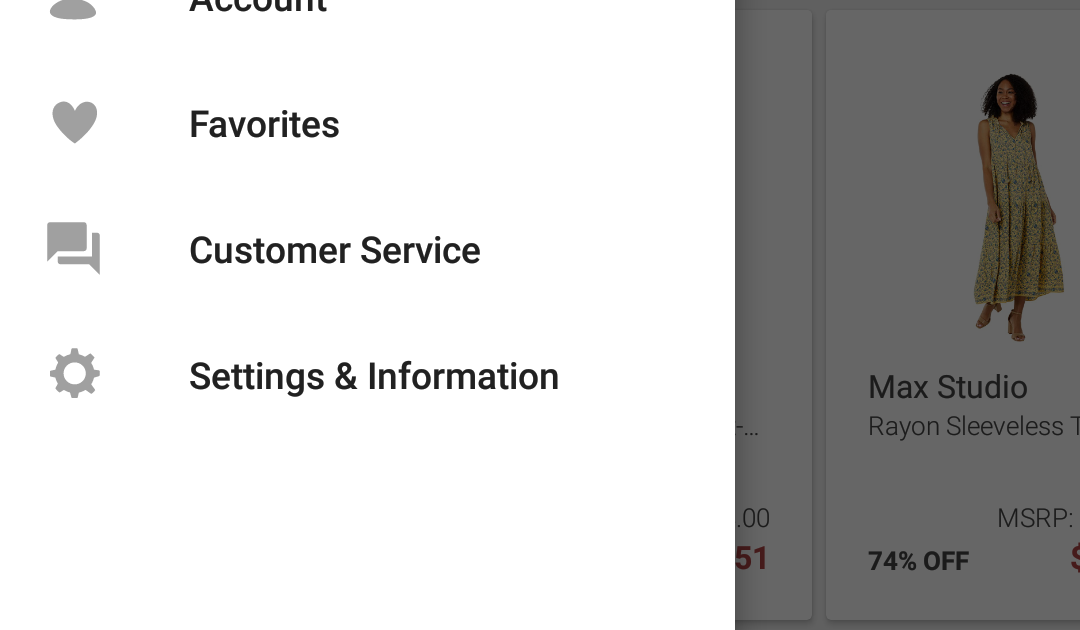 Account
Favorites
Customer Service
Settings & Information
-...
.00
51
Max Studio
Rayon Sleeveless
MSRP:
74% OFF
$